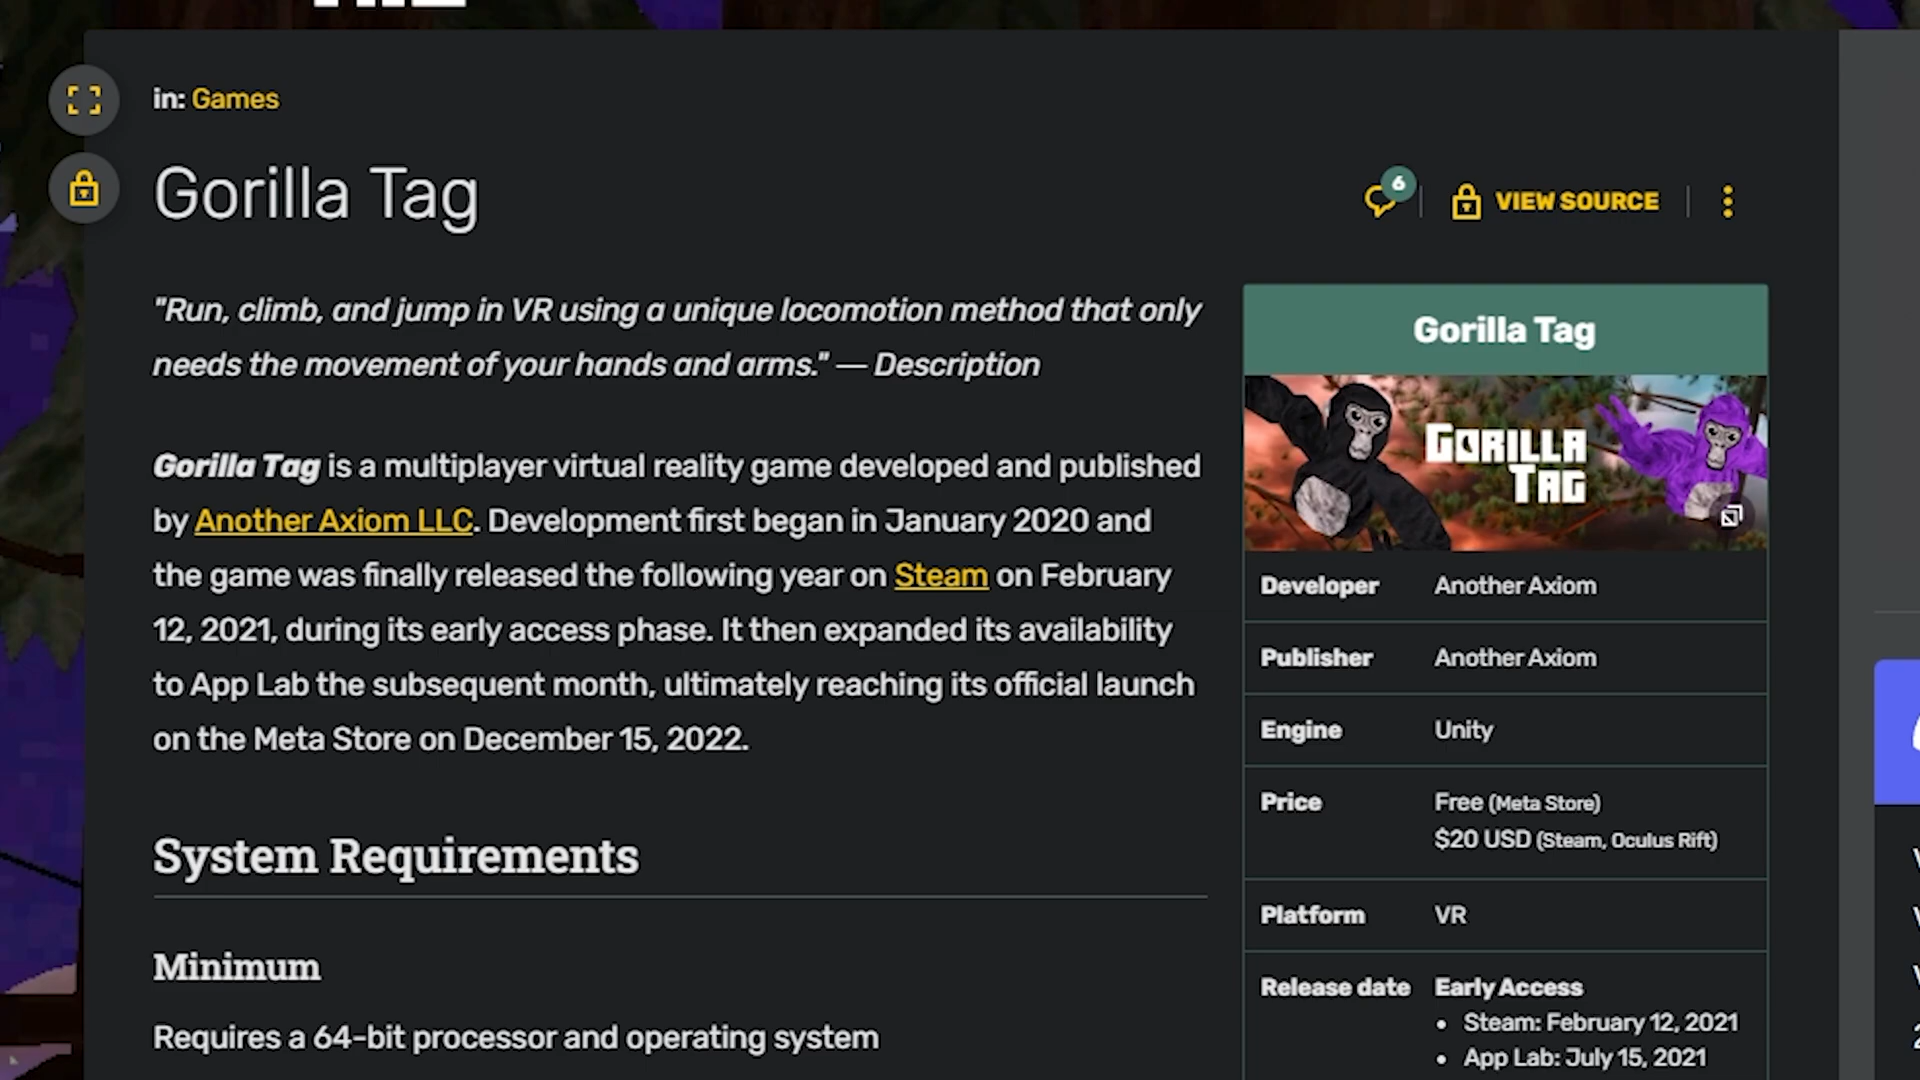 in: Games
Gorilla Tag
6
VIEW SOURCE
"Run, climb, and jump in VR using a unique locomotion method that only
needs the movement of your hands and arms." — Description
Gorilla Tag is a multiplayer virtual reality game developed and published
by Another Axiom LLC. Development first began in January 2020 and
the game was finally released the following year on Steam on February
12, 2021, during its early access phase. It then expanded its availability
to App Lab the subsequent month, ultimately reaching its official launch
on the Meta Store on December 15, 2022.
System Requirements
Minimum
Requires a 64-bit processor and operating system
Gorilla Tag
GORILLA
TAG
Developer Another Axiom
Publisher Another Axiom
Engine Unity
Price Free (Meta Store)
$20 USD (Steam, Oculus Rift)
Platform VR
Release date Early Access
• Steam: February 12, 2021
• App Lab: July 15, 2021